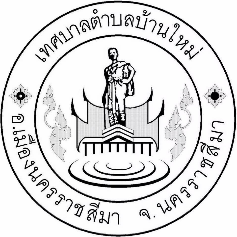 เทศบาลตำบลบ้านใหม่
อ.เมืองนครราชสีมา จ.นครราชสีมา